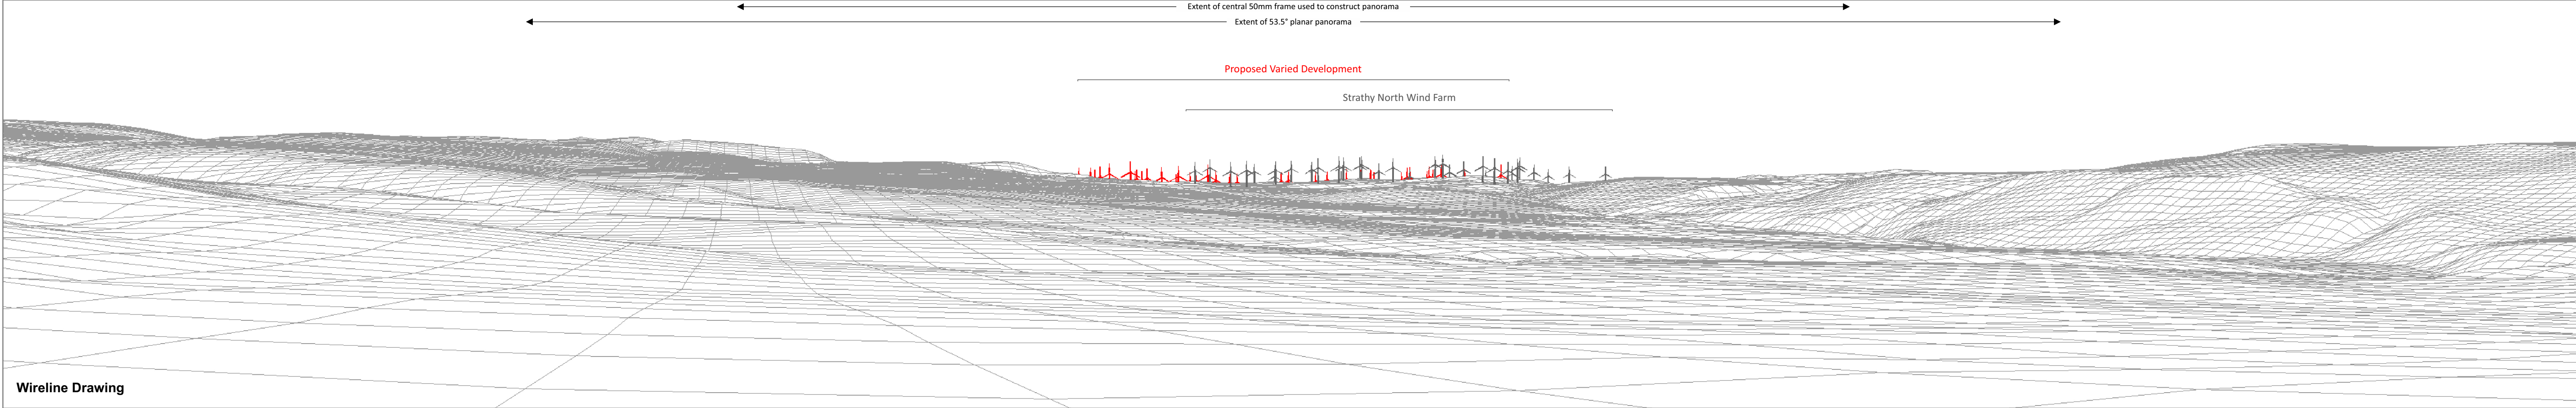 Extent of central 50mm frame used to construct panorama
Extent of 53.5° planar panorama
Proposed Varied Development
Strathy North Wind Farm
Wireline Drawing